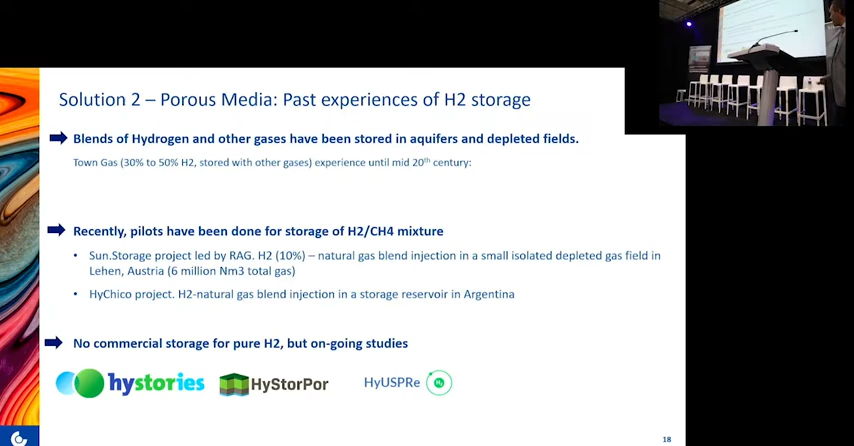 Solution 2 – Porous Media: Past experiences of H2 storage
Blends of Hydrogen and other gases have been stored in aquifers and depleted fields.
Town Gas (30% to 50% H2, stored with other gases) experience until mid 20th century:
Recently, pilots have been done for storage of H2/CH4 mixture
• Sun.Storage project led by RAG. H2 (10%) – natural gas blend injection in a small isolated depleted gas field in
Lehen, Austria (6 million Nm3 total gas)
• HyChico project. H2-natural gas blend injection in a storage reservoir in Argentina
No commercial storage for pure H2, but on-going studies
hystories HyStorPor HyUSPRe H2
18